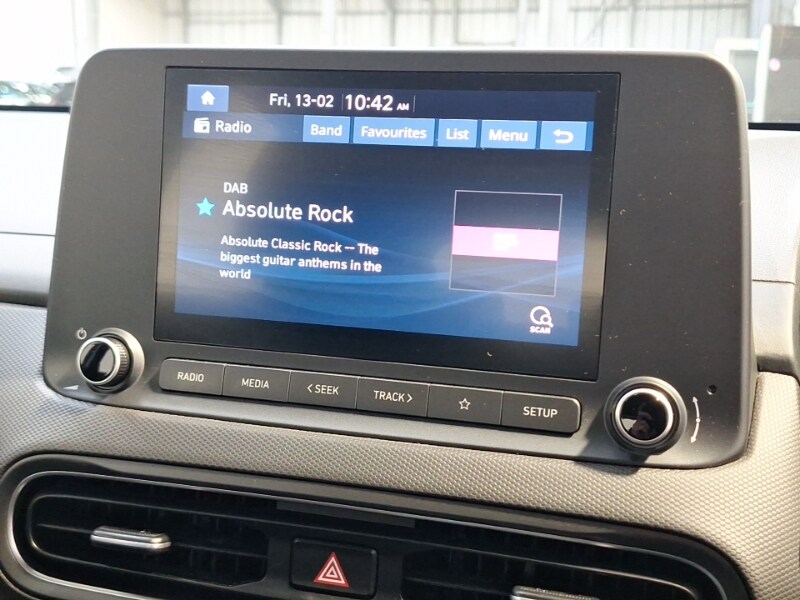 Fri, 13-02 10:42 AM
Radio Band Favourites List Menu
DAB
Absolute Rock
Absolute Classic Rock -- The
biggest guitar anthems in the
world
SCAN
RADIO MEDIA < SEEK TRACK > SETUP